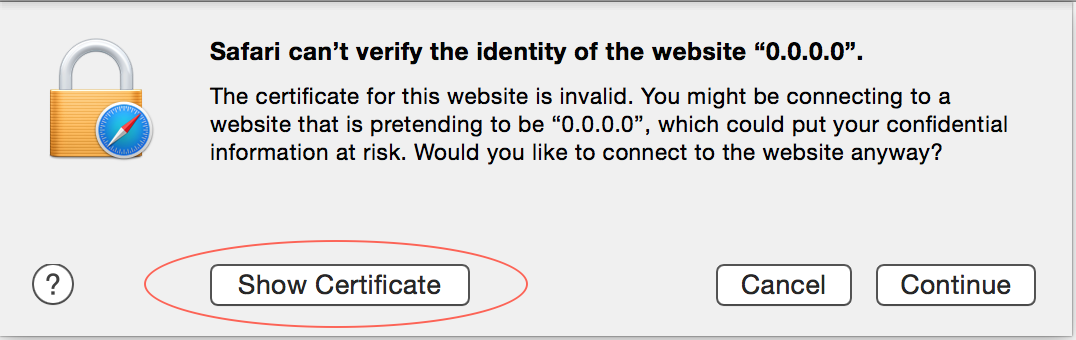 Safari can’t verify the identity of the website “0.0.0.0”.
The certificate for this website is invalid. You might be connecting to a
website that is pretending to be “0.0.0.0”, which could put your confidential
information at risk. Would you like to connect to the website anyway?
? Show Certificate Cancel Continue